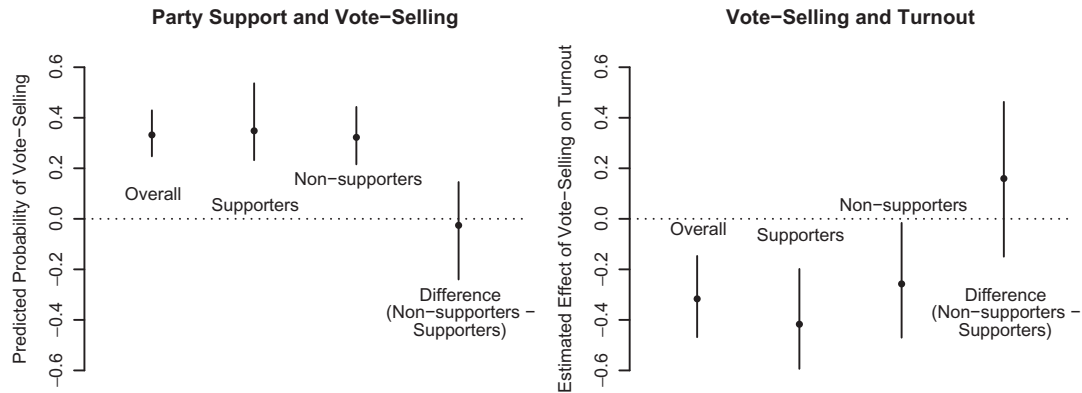 Party Support and Vote−Selling
Predicted Probability of Vote−Selling
0.6
0.4
0.2
0.0
−0.2
−0.4
−0.6
Overall
Supporters
Non−supporters
Difference
(Non−supporters −
Supporters)
Vote−Selling and Turnout
Estimated Effect of Vote−Selling on Turnout
0.6
0.4
0.2
0.0
−0.2
−0.4
−0.6
Overall
Supporters
Non−supporters
Difference
(Non−supporters −
Supporters)